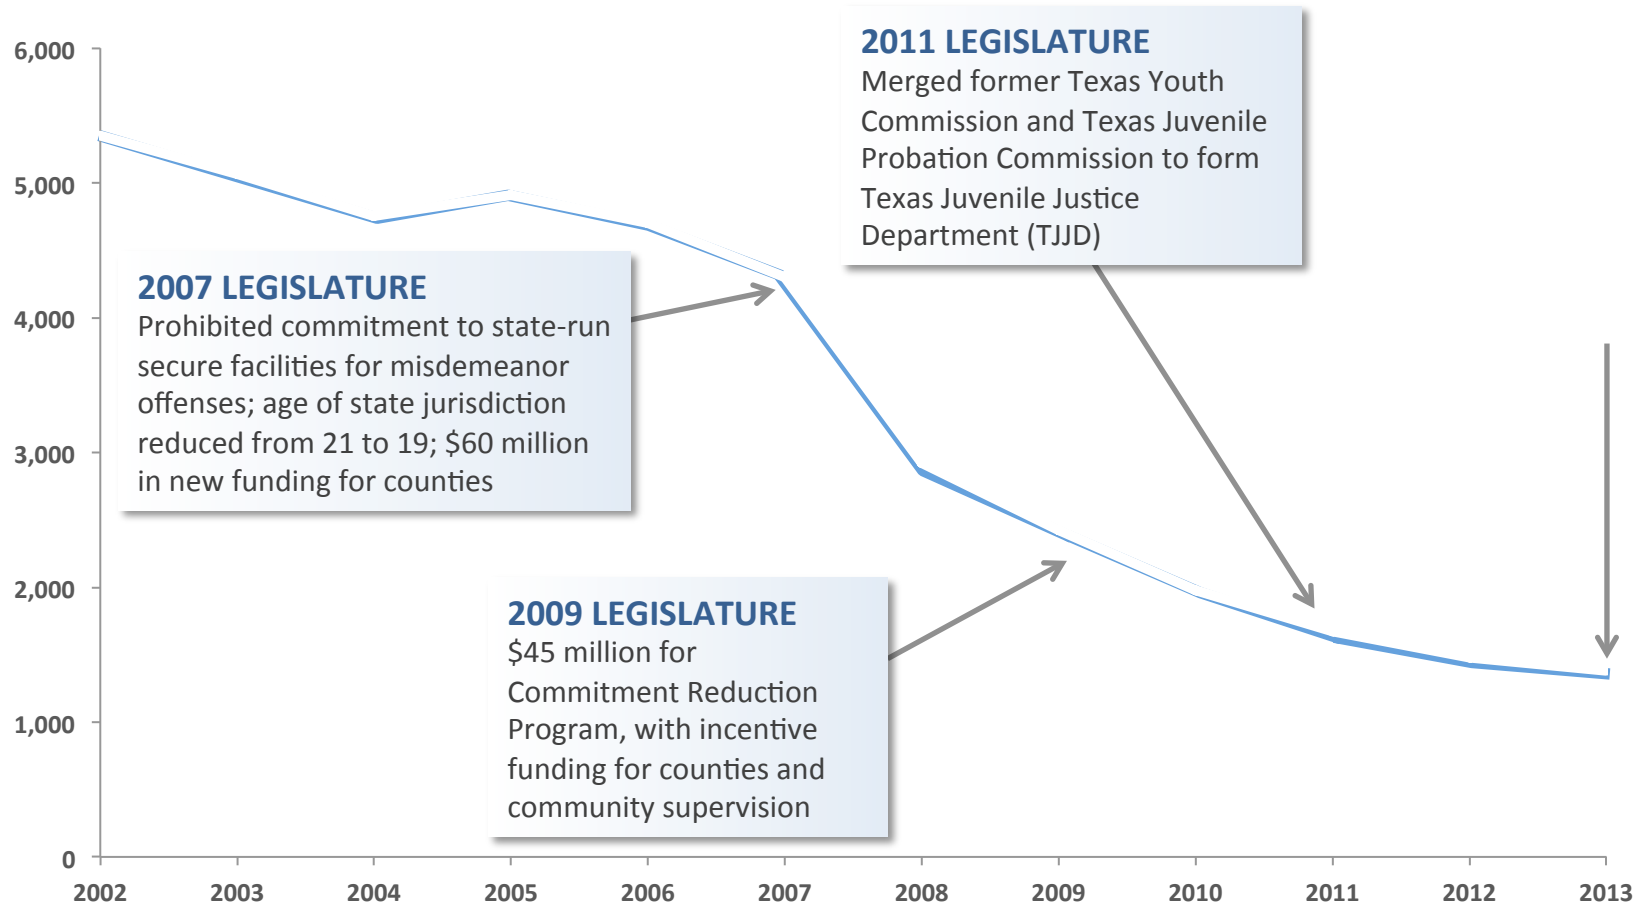 6,000
5,000
4,000
3,000
2,000
1,000
0
2007 LEGISLATURE
Prohibited commitment to state-run
secure facilities for misdemeanor
offenses; age of state jurisdiction
reduced from 21 to 19; $60 million
in new funding for counties
2009 LEGISLATURE
$45 million for
Commitment Reduction
Program, with incentive
funding for counties and
community supervision
2011 LEGISLATURE
Merged former Texas Youth
Commission and Texas Juvenile
Probation Commission to form
Texas Juvenile Justice
Department (TJJD)
2002 2003 2004 2005 2006 2007 2008 2009 2010 2011 2012 2013